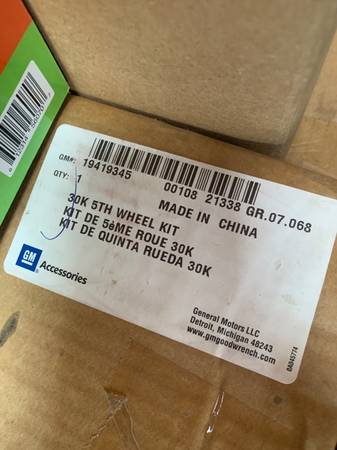 GM#: 19419345
00108 21338 GR.07.068
QTY: 1
MADE IN CHINA
30K 5TH WHEEL KIT
KIT DE 5èME ROUE 30K
KIT DE QUINTA RUEDA 30K
GM
Accessories
General Motors LLC
Detroit, Michigan 48243
www.gmgoodwrench.com